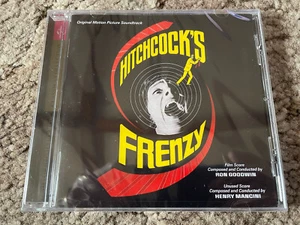 Original Motion Picture Soundtrack
HITCHCOCK'S
FRENZY
Film Score
Composed and Conducted by
RON GOODWIN
Unused Score
Composed and Conducted by
HENRY MANCINI